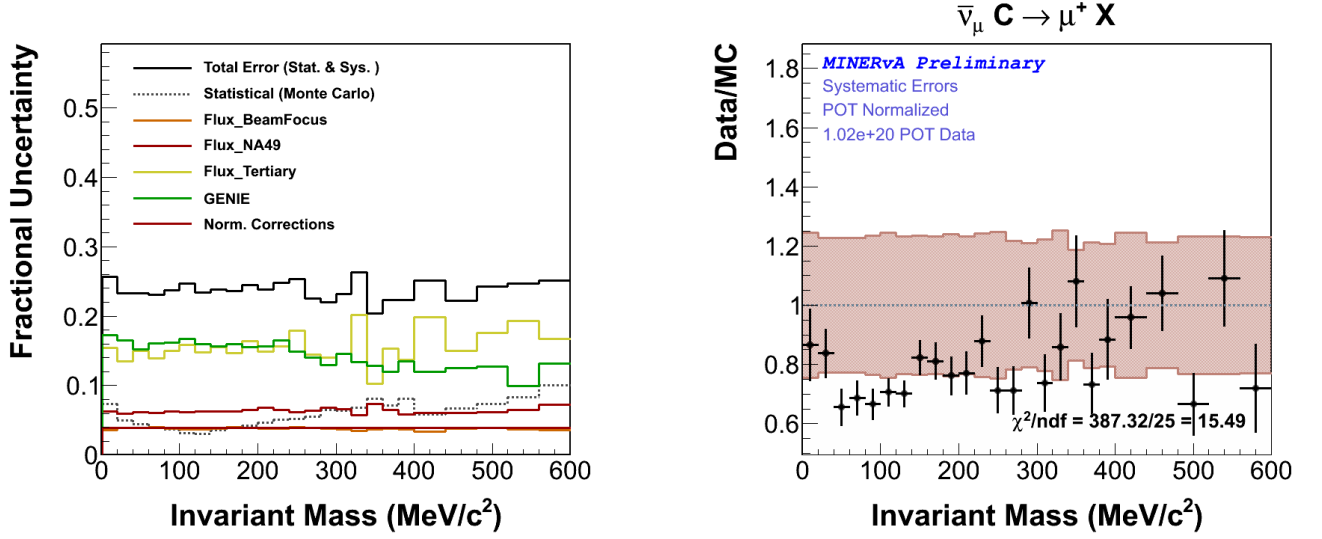 Fractional Uncertainty
0.5
0.4
0.3
0.2
0.1
0
Total Error (Stat. & Sys. )
Statistical (Monte Carlo)
Flux_BeamFocus
Flux_NA49
Flux_Tertiary
GENIE
Norm. Corrections
0 100 200 300 400 500 600
Invariant Mass (MeV/c²)
ν̅μ C → μ⁺ X
Data/MC
1.8
1.6
1.4
1.2
1
0.8
0.6
MINERvA Preliminary
Systematic Errors
POT Normalized
1.02e+20 POT Data
χ²/ndf = 387.32/25 = 15.49
0 100 200 300 400 500 600
Invariant Mass (MeV/c²)